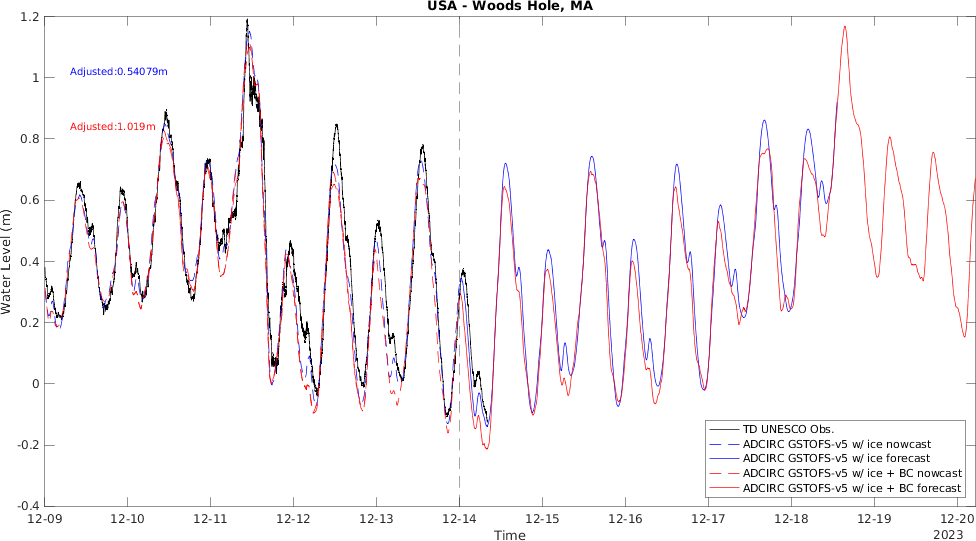 USA - Woods Hole, MA
1.2
1
0.8
0.6
0.4
0.2
0
-0.2
-0.4
Water Level (m)
Adjusted:0.54079m
Adjusted:1.019m
TD UNESCO Obs.
ADCIRC GSTOFS-v5 w/ ice nowcast
ADCIRC GSTOFS-v5 w/ ice forecast
ADCIRC GSTOFS-v5 w/ ice + BC nowcast
ADCIRC GSTOFS-v5 w/ ice + BC forecast
12-09 12-10 12-11 12-12 12-13 12-14 12-15 12-16 12-17 12-18 12-19 12-20
2023
Time